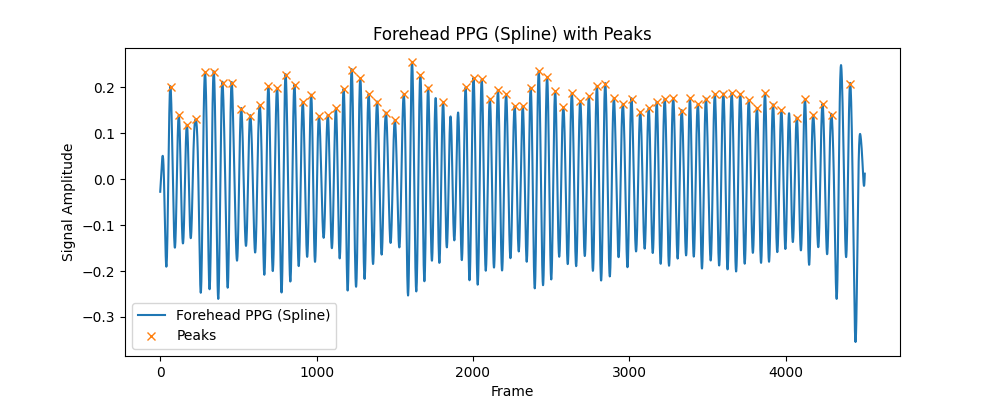 Forehead PPG (Spline) with Peaks
0.2
0.1
0.0
−0.1
−0.2
−0.3
Signal Amplitude
Forehead PPG (Spline)
Peaks
0 1000 2000 3000 4000
Frame